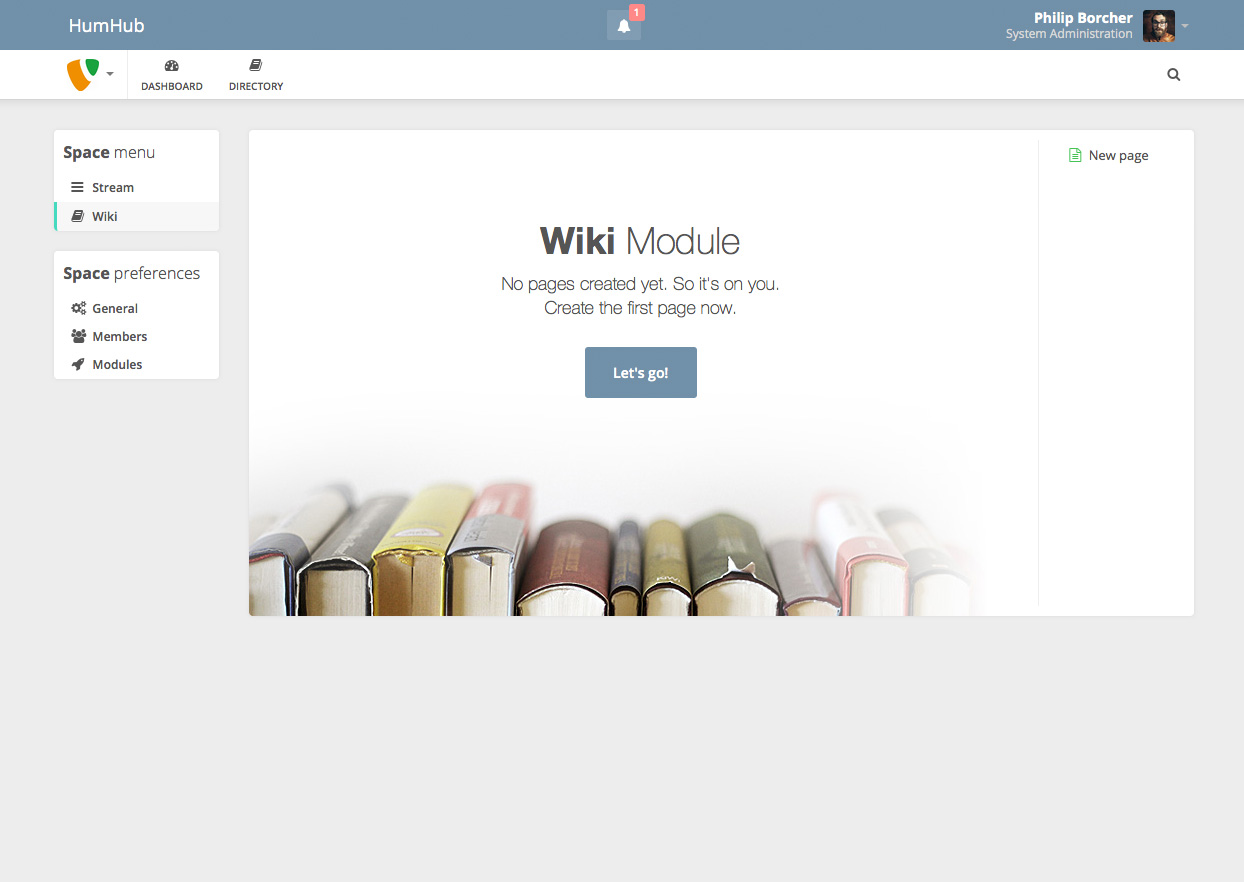 HumHub
1
Philip Borcher
System Administration
DASHBOARD
DIRECTORY
Space menu
Stream
Wiki
Space preferences
General
Members
Modules
Wiki Module
No pages created yet. So it's on you.
Create the first page now.
Let's go!
New page